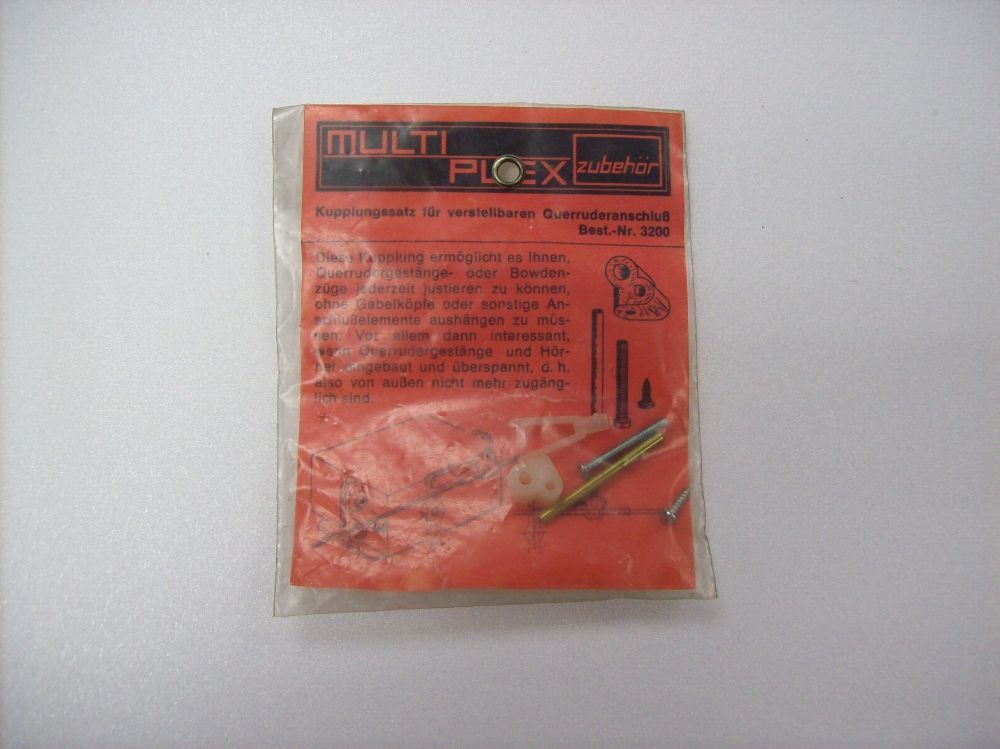 MULTI
PLEX zubehör
Kupplungssatz für verstellbaren Querruderanschluß
Best.-Nr. 3200
Diese Kupplung ermöglicht es Ihnen,
Querrudergestänge- oder Bowden-
züge jederzeit justieren zu können,
ohne Gabelköpfe oder sonstige An-
schlußelemente aushängen zu müs-
sen. Vor allem dann interessant,
wenn Querrudergestänge und Hör-
ner eingebaut und überspannt, d. h.
also von außen nicht mehr zugäng-
lich sind.